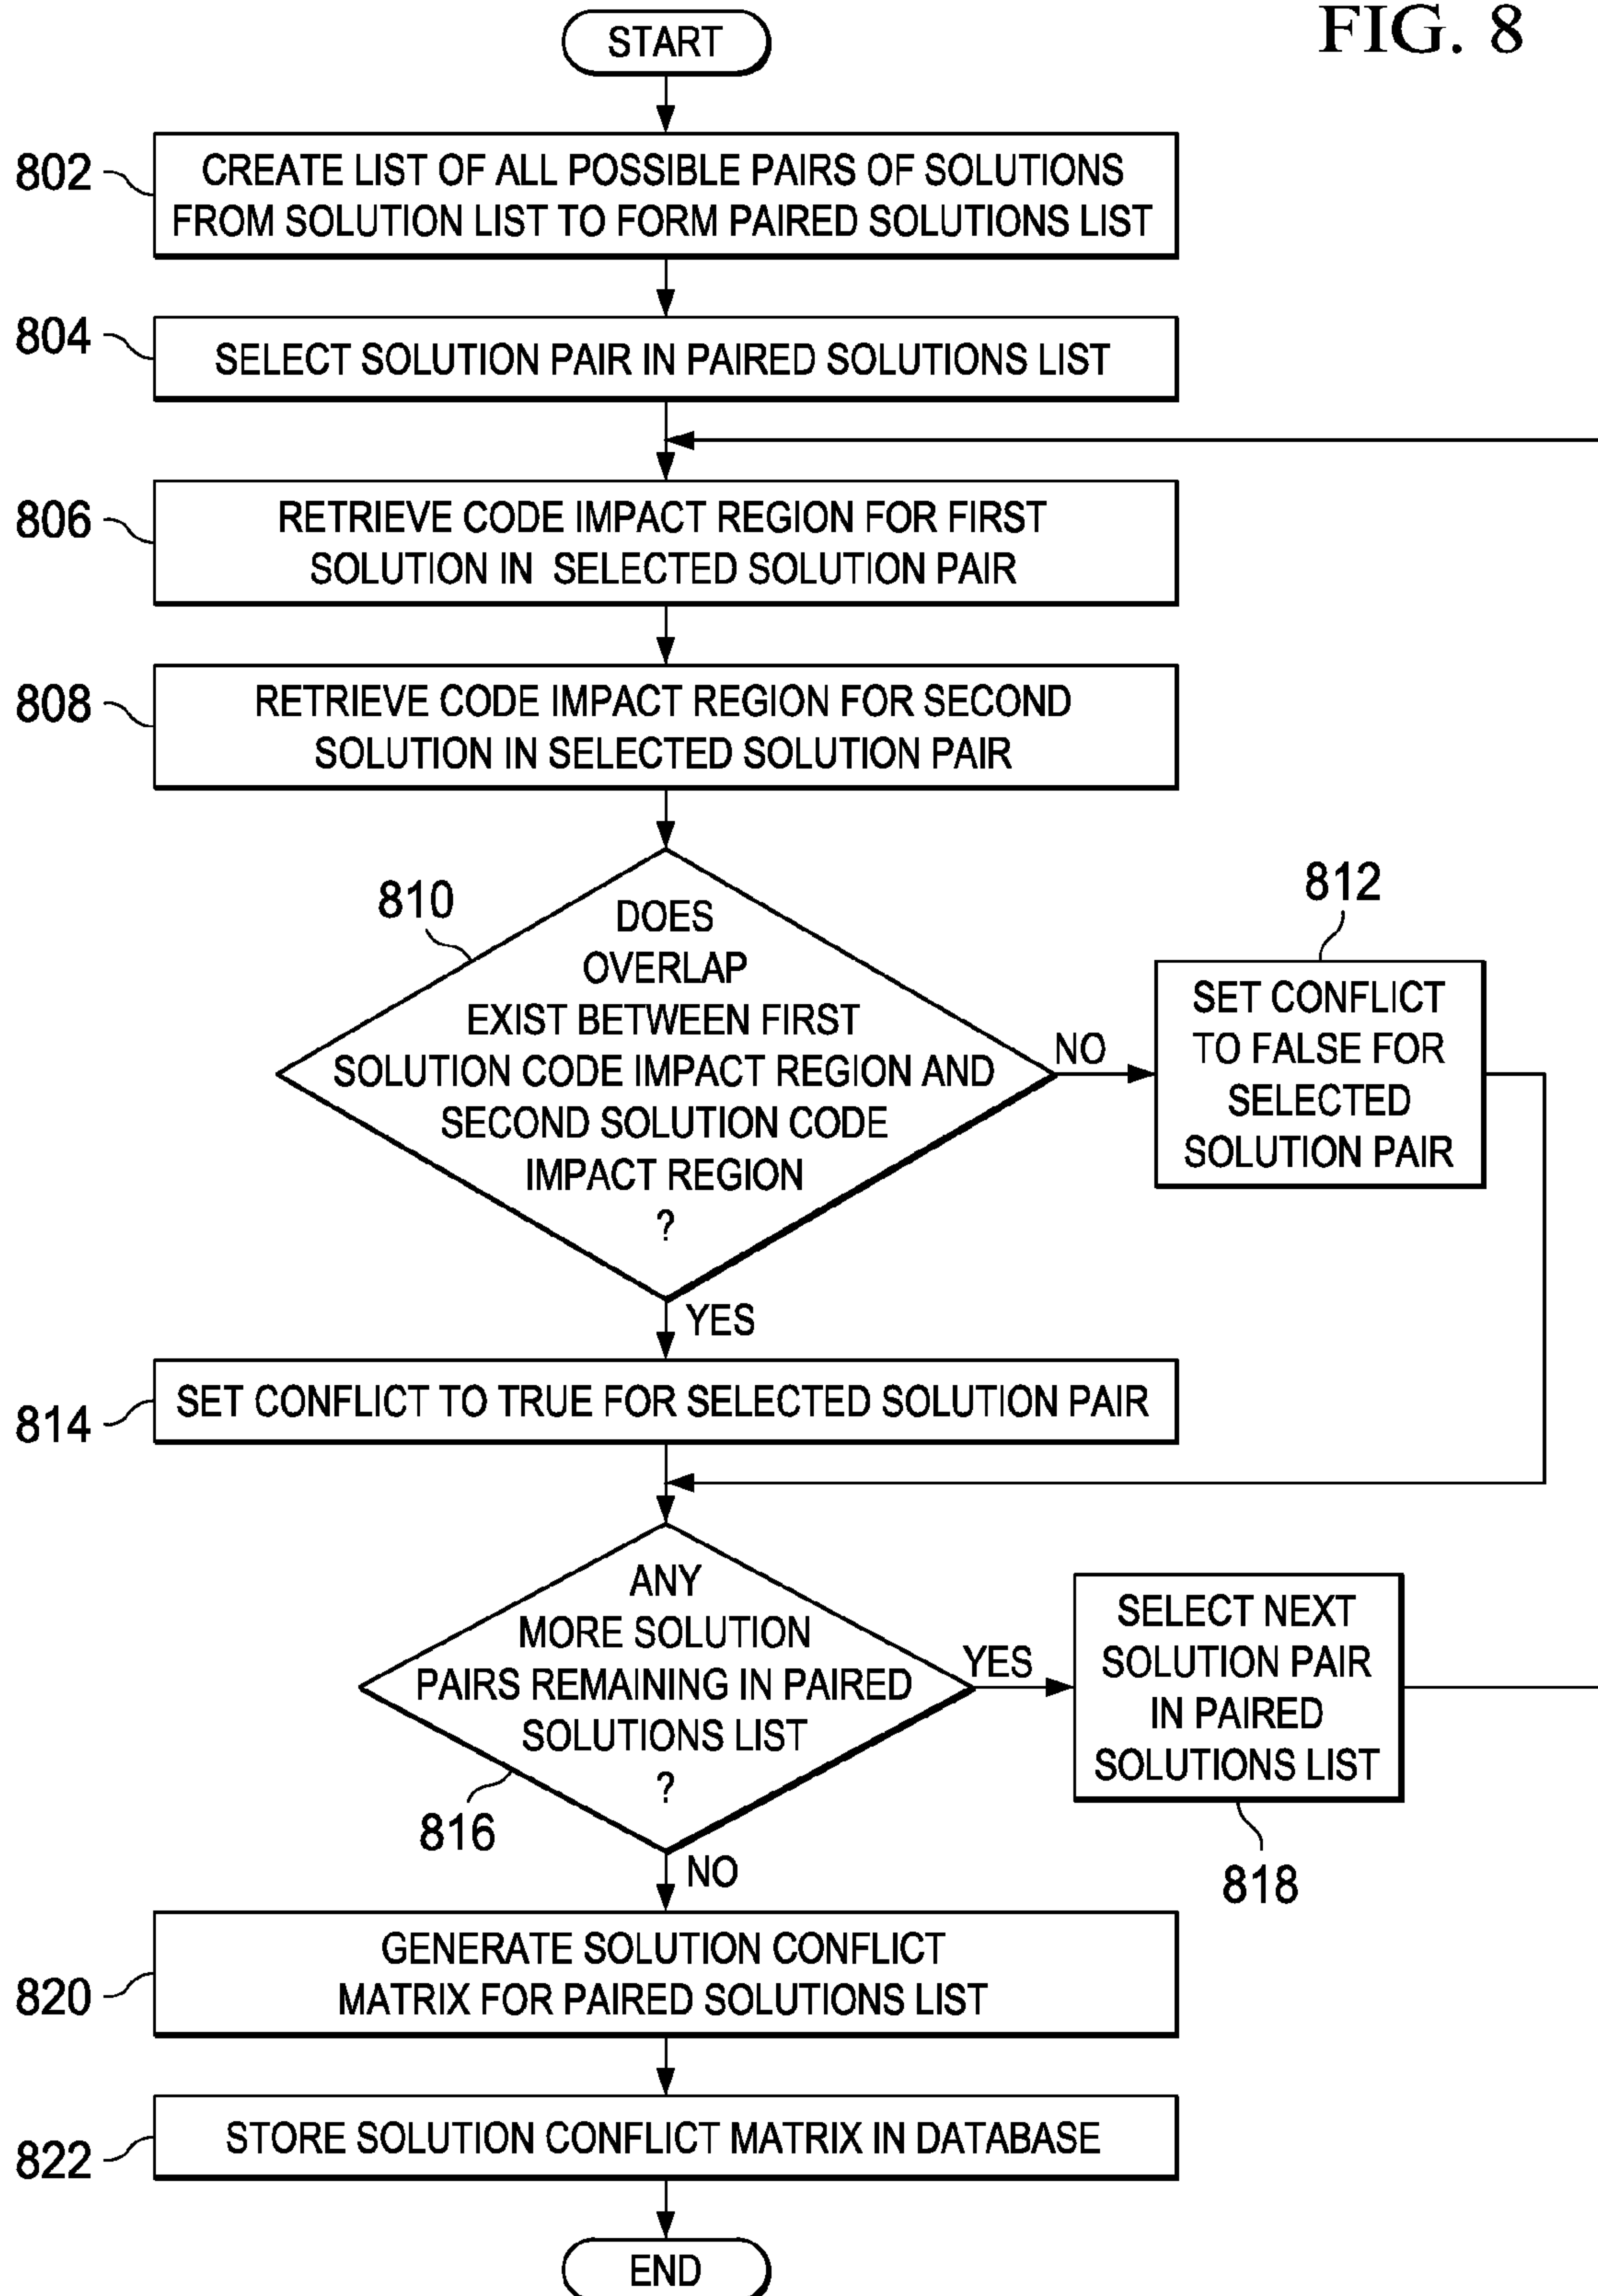 FIG. 8
START
802
CREATE LIST OF ALL POSSIBLE PAIRS OF SOLUTIONS
FROM SOLUTION LIST TO FORM PAIRED SOLUTIONS LIST
804
SELECT SOLUTION PAIR IN PAIRED SOLUTIONS LIST
806
RETRIEVE CODE IMPACT REGION FOR FIRST
SOLUTION IN SELECTED SOLUTION PAIR
808
RETRIEVE CODE IMPACT REGION FOR SECOND
SOLUTION IN SELECTED SOLUTION PAIR
810
DOES
OVERLAP
EXIST BETWEEN FIRST
SOLUTION CODE IMPACT REGION AND
SECOND SOLUTION CODE
IMPACT REGION
?
NO
812
SET CONFLICT
TO FALSE FOR
SELECTED
SOLUTION PAIR
YES
814
SET CONFLICT TO TRUE FOR SELECTED SOLUTION PAIR
ANY
MORE SOLUTION
PAIRS REMAINING IN PAIRED
SOLUTIONS LIST
?
816
YES
SELECT NEXT
SOLUTION PAIR
IN PAIRED
SOLUTIONS LIST
818
NO
820
GENERATE SOLUTION CONFLICT
MATRIX FOR PAIRED SOLUTIONS LIST
822
STORE SOLUTION CONFLICT MATRIX IN DATABASE
END